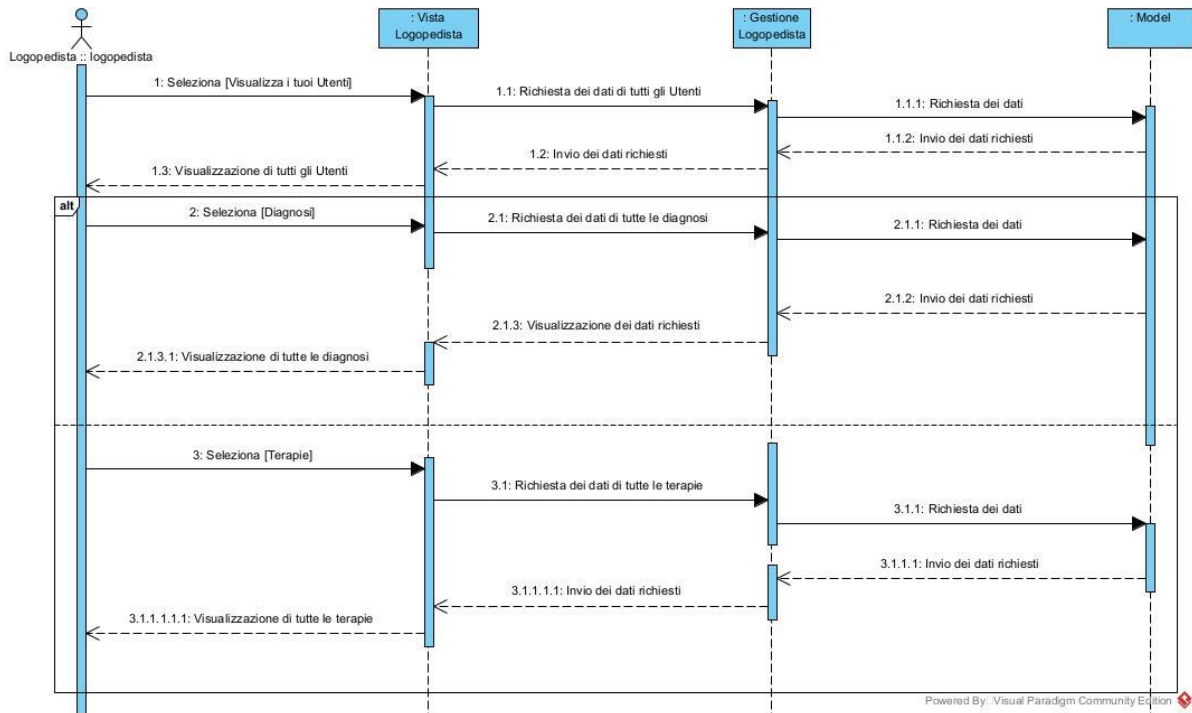 : Vista
Logopedista
: Gestione
Logopedista
: Model
Logopedista :: logopedista
1: Seleziona [Visualizza i tuoi Utenti]
1.1: Richiesta dei dati di tutti gli Utenti
1.1.1: Richiesta dei dati
1.1.2: Invio dei dati richiesti
1.2: Invio dei dati richiesti
1.3: Visualizzazione di tutti gli Utenti
alt
2: Seleziona [Diagnosi]
2.1: Richiesta dei dati di tutte le diagnosi
2.1.1: Richiesta dei dati
2.1.2: Invio dei dati richiesti
2.1.3: Visualizzazione dei dati richiesti
2.1.3.1: Visualizzazione di tutte le diagnosi
3: Seleziona [Terapie]
3.1: Richiesta dei dati di tutte le terapie
3.1.1: Richiesta dei dati
3.1.1.1: Invio dei dati richiesti
3.1.1.1.1: Invio dei dati richiesti
3.1.1.1.1.1: Visualizzazione di tutte le terapie
Powered By: Visual Paradigm Community Edition